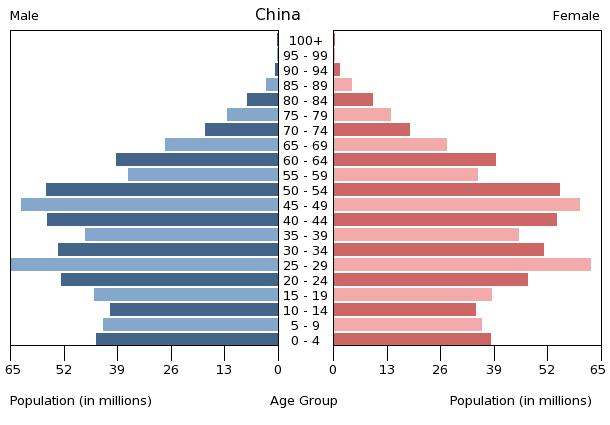 Male China Female
100+
95 - 99
90 - 94
85 - 89
80 - 84
75 - 79
70 - 74
65 - 69
60 - 64
55 - 59
50 - 54
45 - 49
40 - 44
35 - 39
30 - 34
25 - 29
20 - 24
15 - 19
10 - 14
5 - 9
0 - 4
65 52 39 26 13 0 0 13 26 39 52 65
Population (in millions) Age Group Population (in millions)